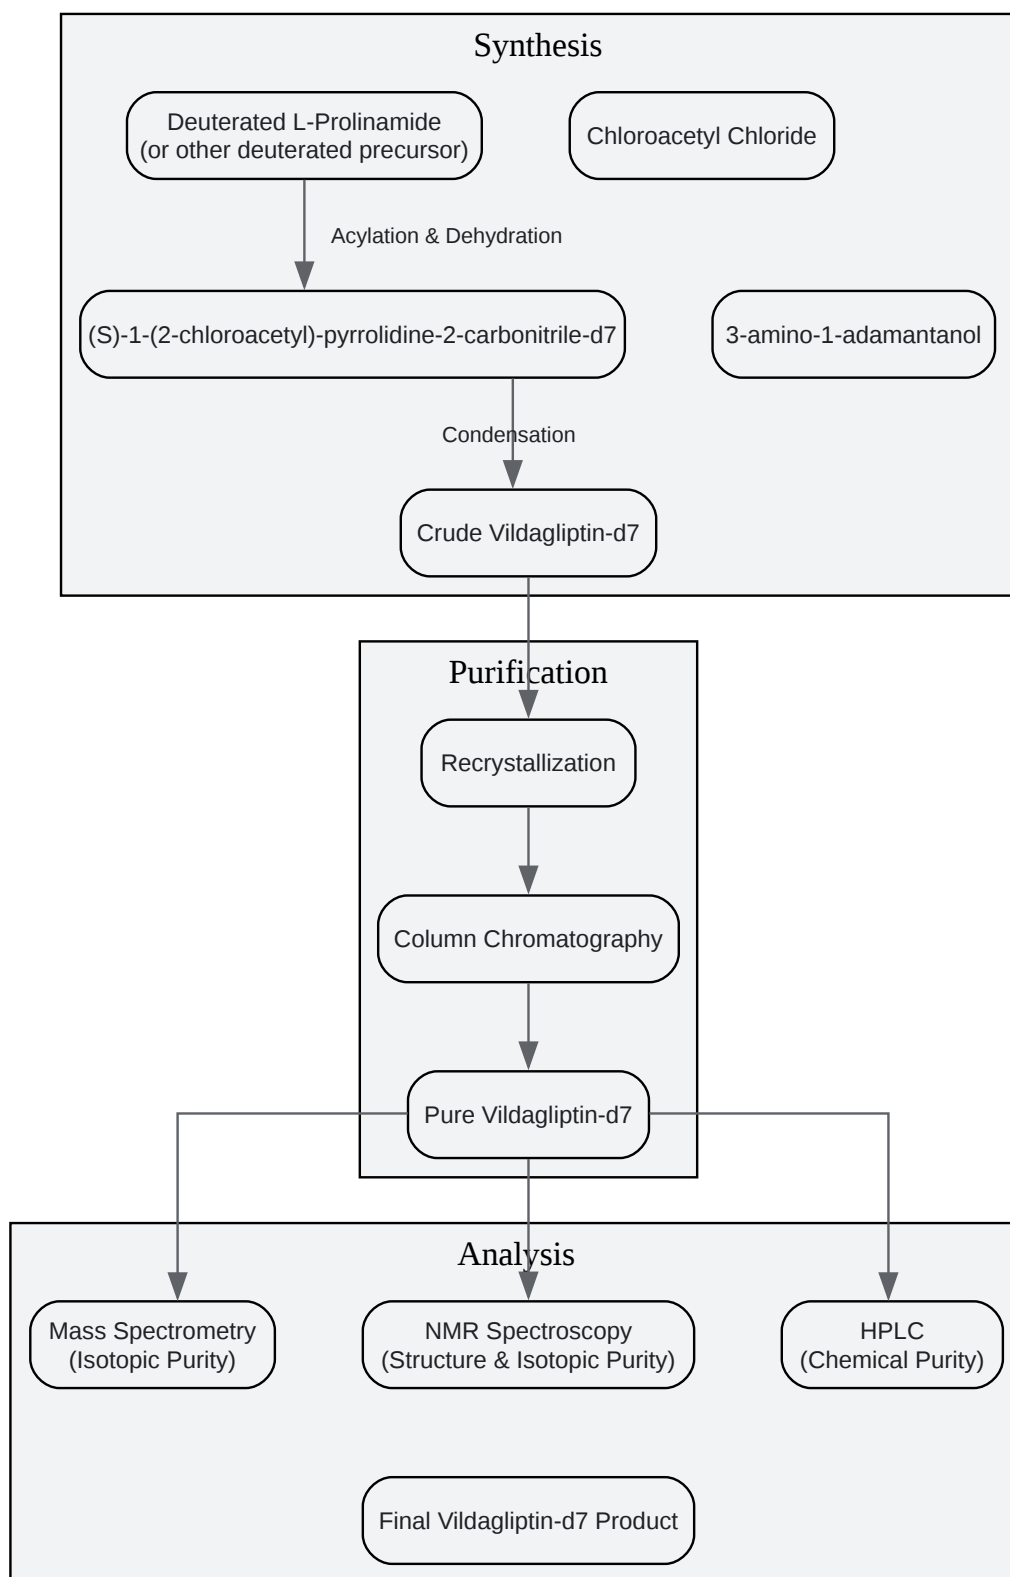 Synthesis
Deuterated L-Prolinamide
(or other deuterated precursor)
Chloroacetyl Chloride
Acylation & Dehydration
(S)-1-(2-chloroacetyl)-pyrrolidine-2-carbonitrile-d7
3-amino-1-adamantanol
Condensation
Crude Vildagliptin-d7
Purification
Recrystallization
Column Chromatography
Pure Vildagliptin-d7
Analysis
Mass Spectrometry
(Isotopic Purity)
NMR Spectroscopy
(Structure & Isotopic Purity)
HPLC
(Chemical Purity)
Final Vildagliptin-d7 Product